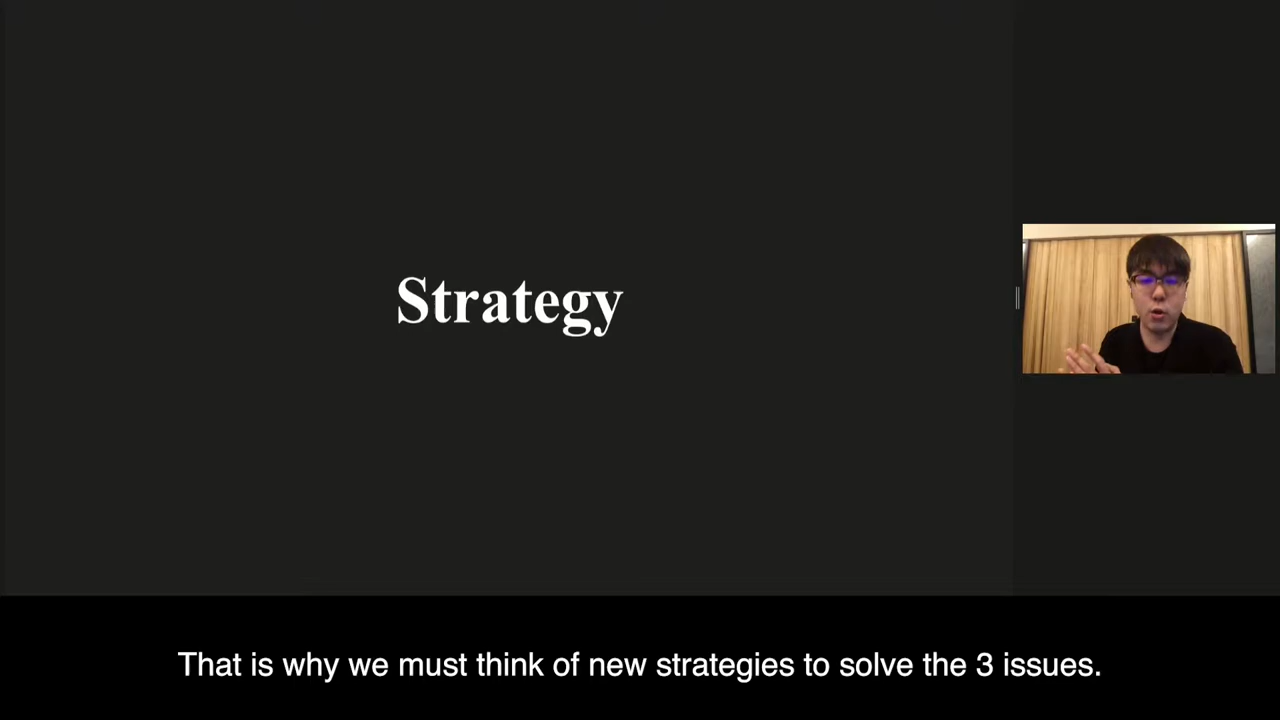 Strategy
That is why we must think of new strategies to solve the 3 issues.